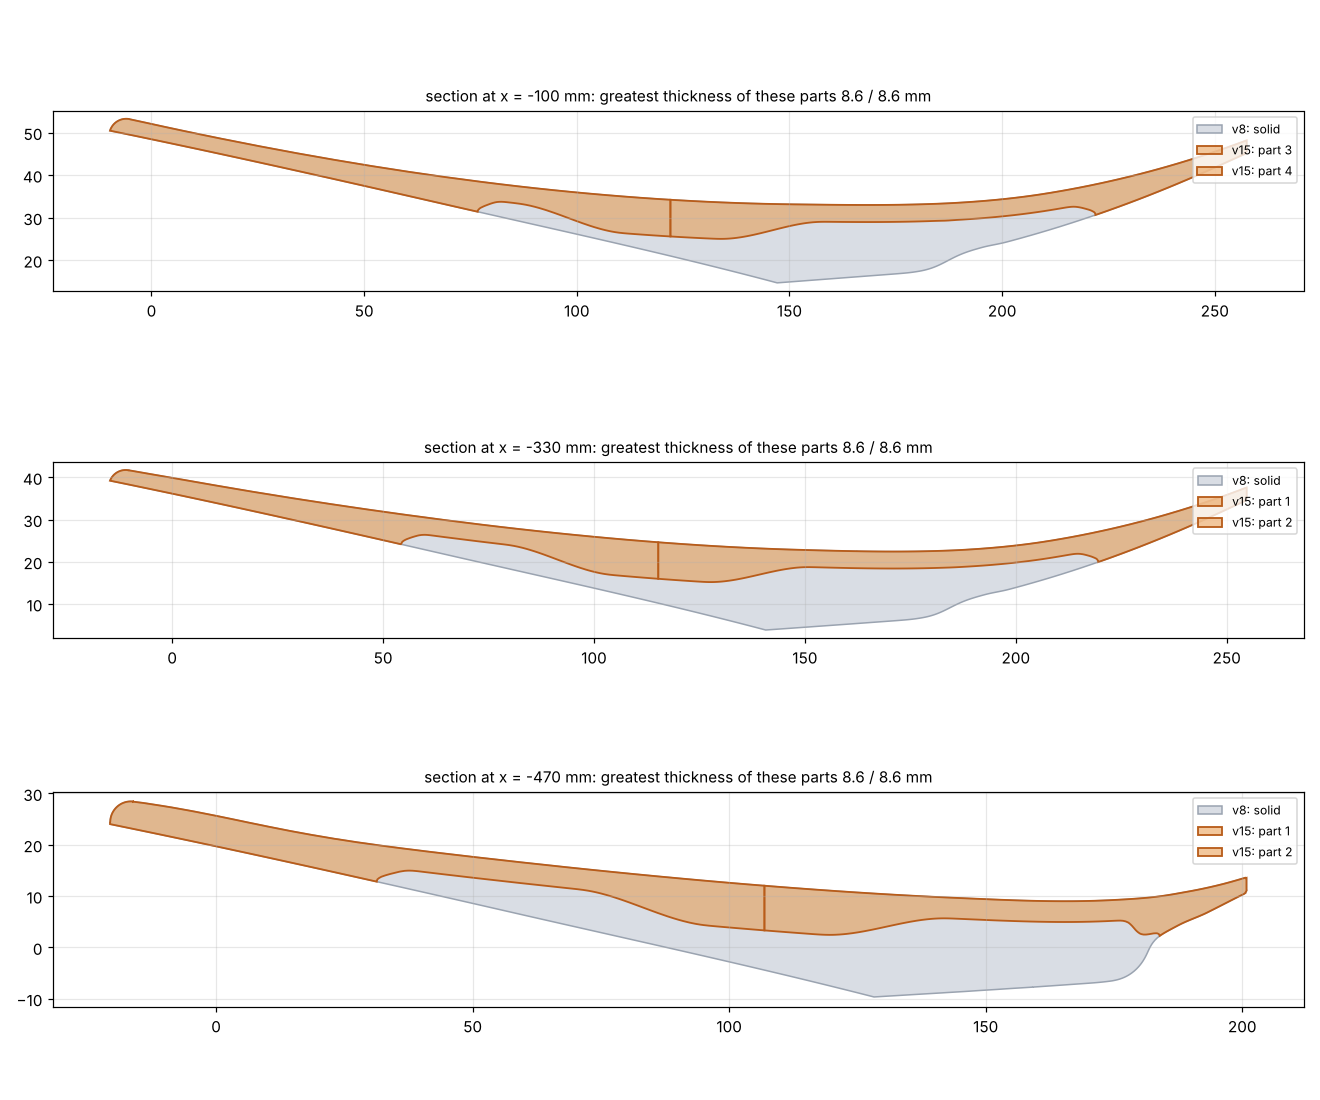 section at x = -100 mm: greatest thickness of these parts 8.6 / 8.6 mm
v8: solid
v15: part 3
v15: part 4
50
40
30
20
0 50 100 150 200 250
section at x = -330 mm: greatest thickness of these parts 8.6 / 8.6 mm
v8: solid
v15: part 1
v15: part 2
40
30
20
10
0 50 100 150 200 250
section at x = -470 mm: greatest thickness of these parts 8.6 / 8.6 mm
v8: solid
v15: part 1
v15: part 2
30
20
10
0
−10
0 50 100 150 200